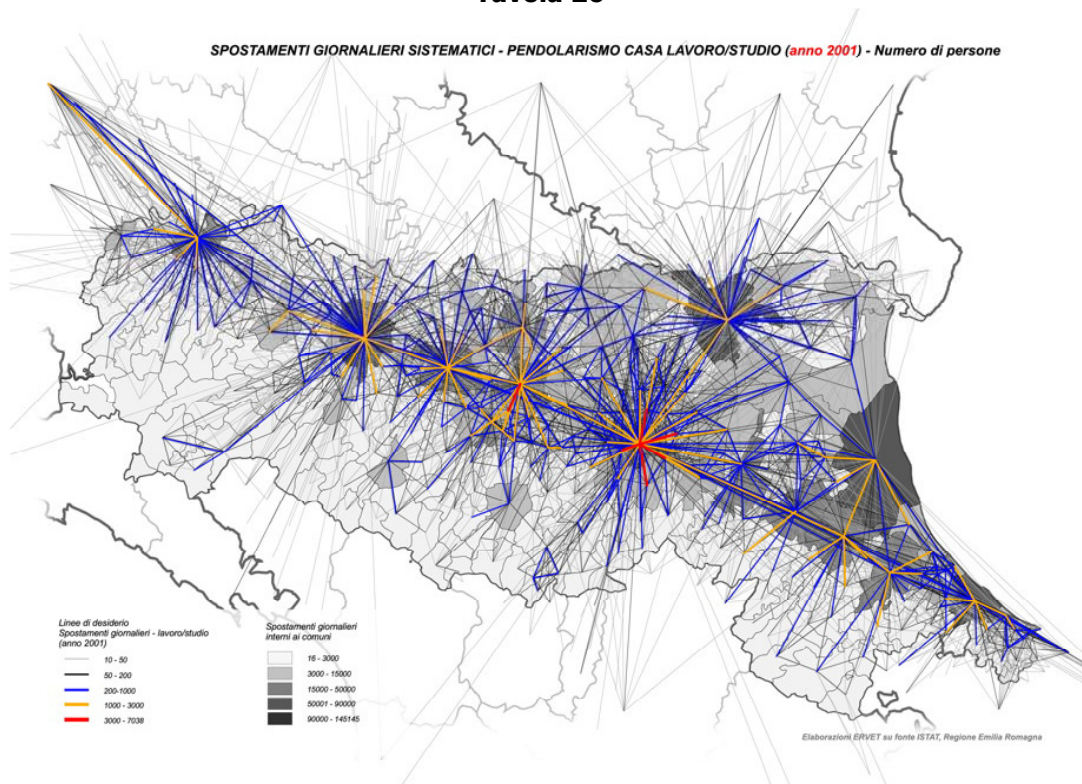 SPOSTAMENTI GIORNALIERI SISTEMATICI - PENDOLARISMO CASA LAVORO/STUDIO (anno 2001) - Numero di persone
Linee di desiderio
Spostamenti giornalieri - lavoro/studio
(anno 2001)
10 - 50
50 - 200
200-1000
1000 - 3000
3000 - 7038
Spostamenti giornalieri
interni ai comuni
16 - 3000
3000 - 15000
15000 - 50000
50001 - 90000
90000 - 145145
Elaborazioni ERVET su fonte ISTAT, Regione Emilia Romagna